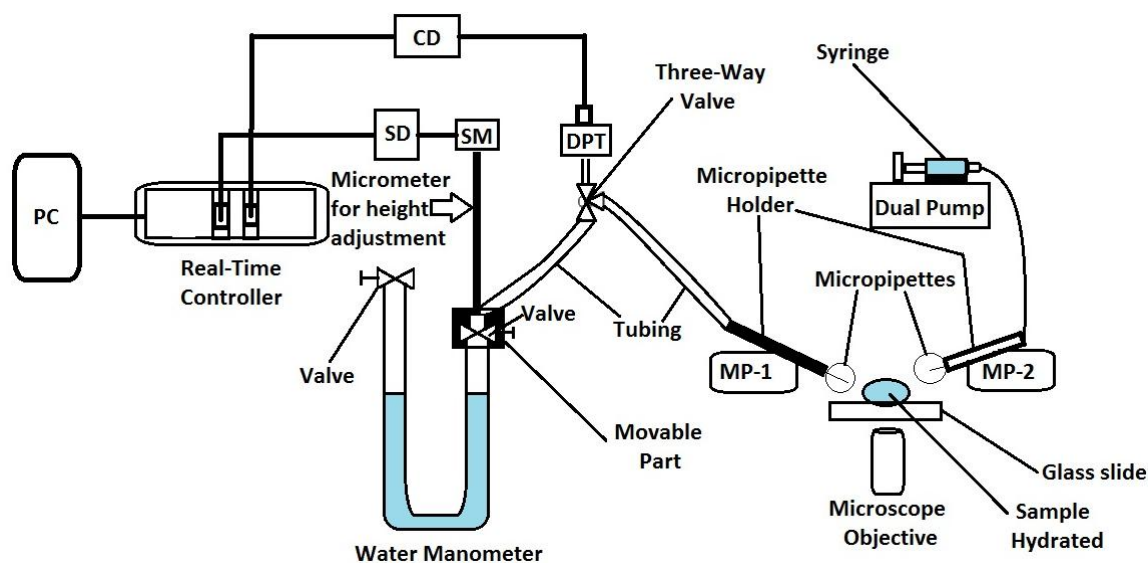 CD
Syringe
Three-Way
Valve
SD
SM
DPT
Micropipette
Holder
PC
Micrometer
for height
adjustment
Dual Pump
Real-Time
Controller
Micropipettes
Valve
Tubing
Valve
MP-1
MP-2
Movable
Part
Glass slide
Microscope
Objective
Sample
Hydrated
Water Manometer